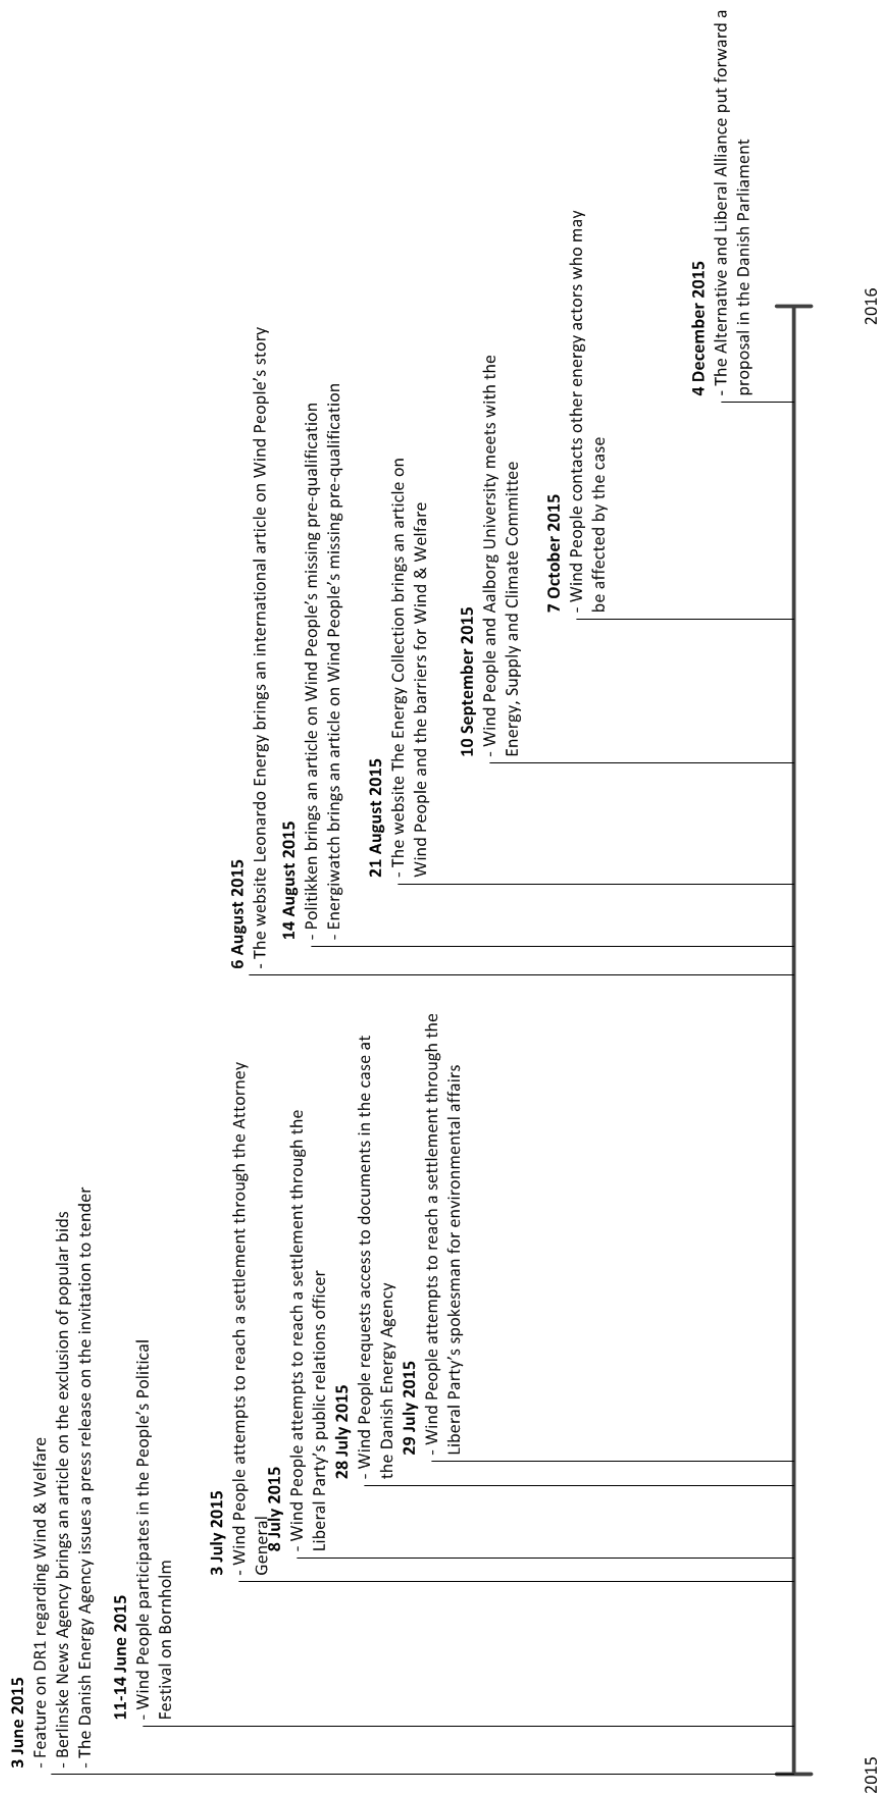 3 June 2015
- Feature on DR1 regarding Wind & Welfare
- Berlinske News Agency brings an article on the exclusion of popular bids
- The Danish Energy Agency issues a press release on the invitation to tender
11-14 June 2015
- Wind People participates in the People's Political
Festival on Bornholm
3 July 2015
- Wind People attempts to reach a settlement through the Attorney
General
8 July 2015
- Wind People attempts to reach a settlement through the
Liberal Party's public relations officer
28 July 2015
- Wind People requests access to documents in the case at
the Danish Energy Agency
29 July 2015
- Wind People attempts to reach a settlement through the
Liberal Party's spokesman for environmental affairs
6 August 2015
- The website Leonardo Energy brings an international article on Wind People's story
14 August 2015
- Politikken brings an article on Wind People's missing pre-qualification
- Energiwatch brings an article on Wind People's missing pre-qualification
21 August 2015
- The website The Energy Collection brings an article on
Wind People and the barriers for Wind & Welfare
10 September 2015
- Wind People and Aalborg University meets with the
Energy, Supply and Climate Committee
7 October 2015
- Wind People contacts other energy actors who may
be affected by the case
4 December 2015
- The Alternative and Liberal Alliance put forward a
proposal in the Danish Parliament
2015
2016